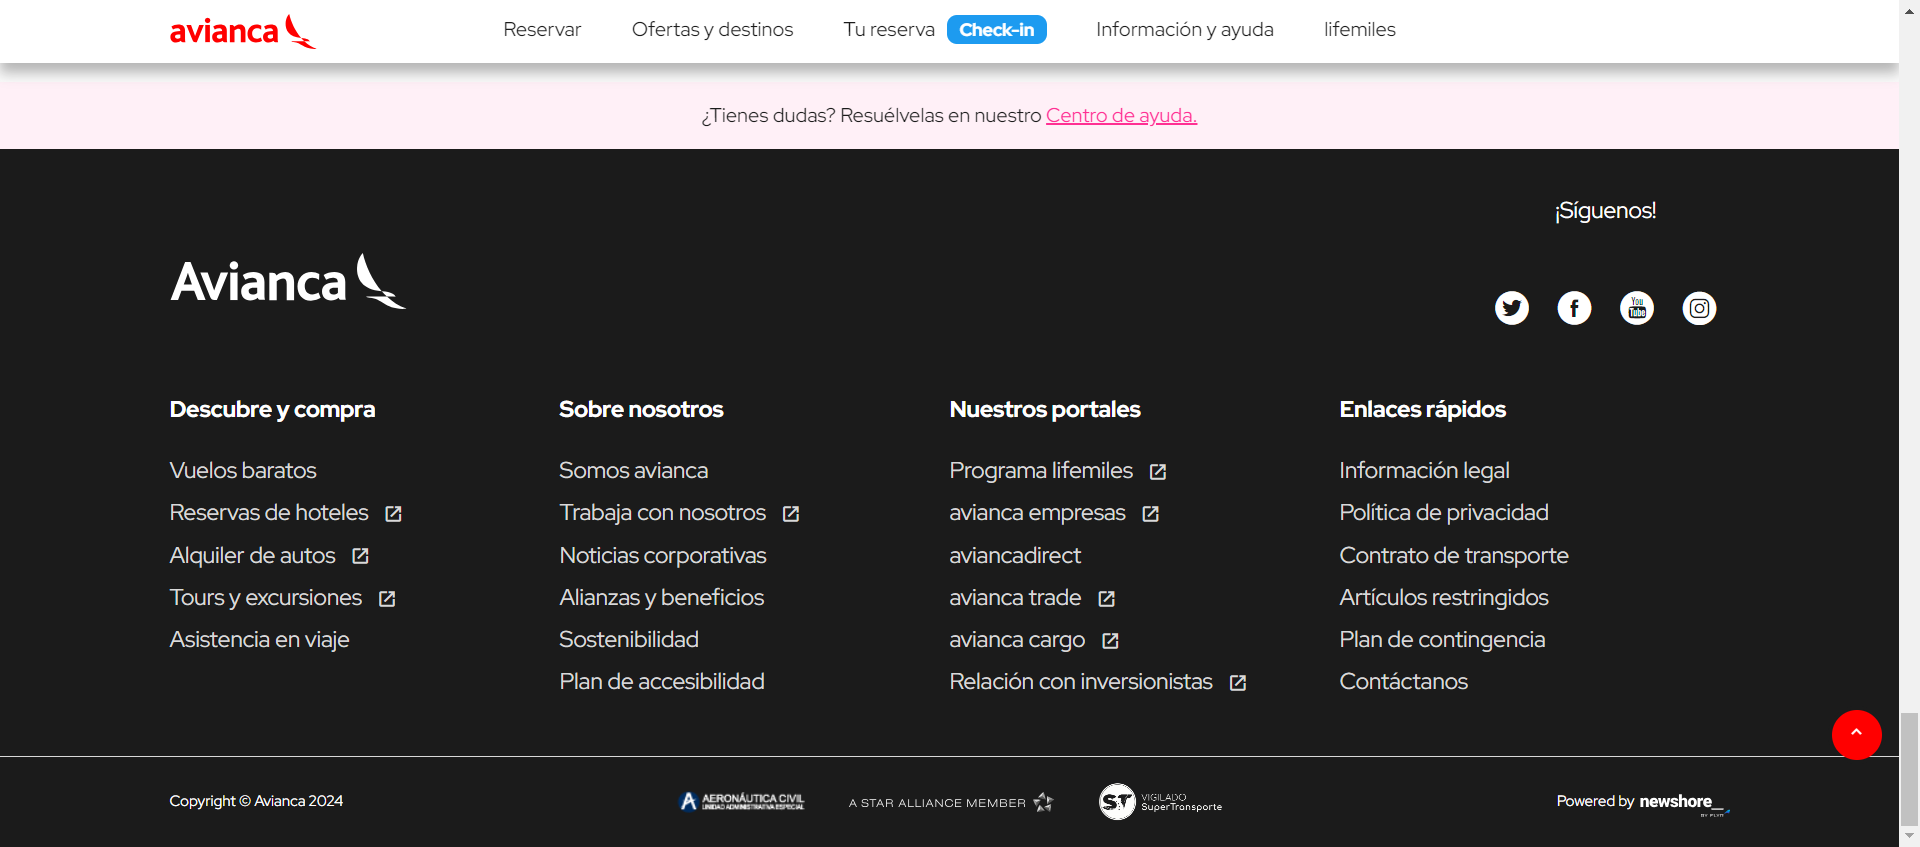 avianca
Reservar
Ofertas y destinos
Tu reserva
Check-in
Información y ayuda
lifemiles
¿Tienes dudas? Resuélvelas en nuestro Centro de ayuda.
¡Síguenos!
Avianca
You
Tube
Descubre y compra
Vuelos baratos
Reservas de hoteles
Alquiler de autos
Tours y excursiones
Asistencia en viaje
Sobre nosotros
Somos avianca
Trabaja con nosotros
Noticias corporativas
Alianzas y beneficios
Sostenibilidad
Plan de accesibilidad
Nuestros portales
Programa lifemiles
avianca empresas
aviancadirect
avianca trade
avianca cargo
Relación con inversionistas
Enlaces rápidos
Información legal
Política de privacidad
Contrato de transporte
Artículos restringidos
Plan de contingencia
Contáctanos
Copyright © Avianca 2024
AERONÁUTICA CIVIL
UNIDAD ADMINISTRATIVA ESPECIAL
A STAR ALLIANCE MEMBER
ST
VIGILADO
SuperTransporte
Powered by newshore_
BY FLYR